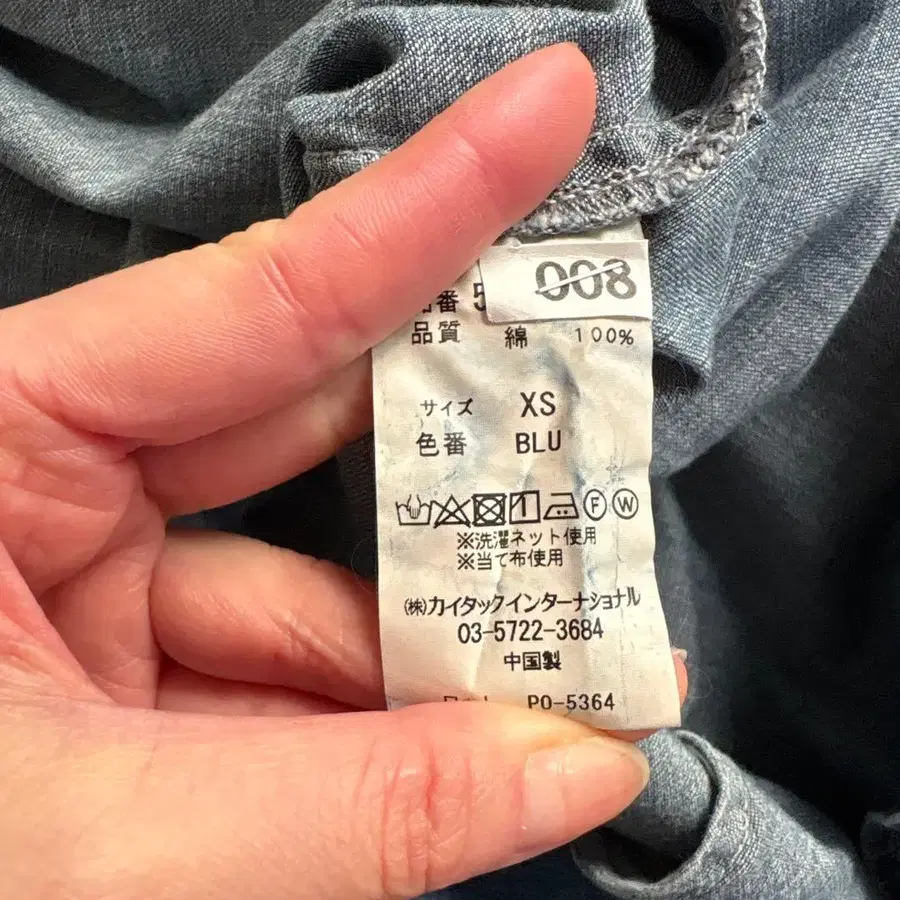 008
番 5
品質 綿 100%
サイズ XS
色番 BLU
F W
※洗濯ネット使用
※当て布使用
(株)カイタックインターナショナル
03-5722-3684
中国製
PO-5364